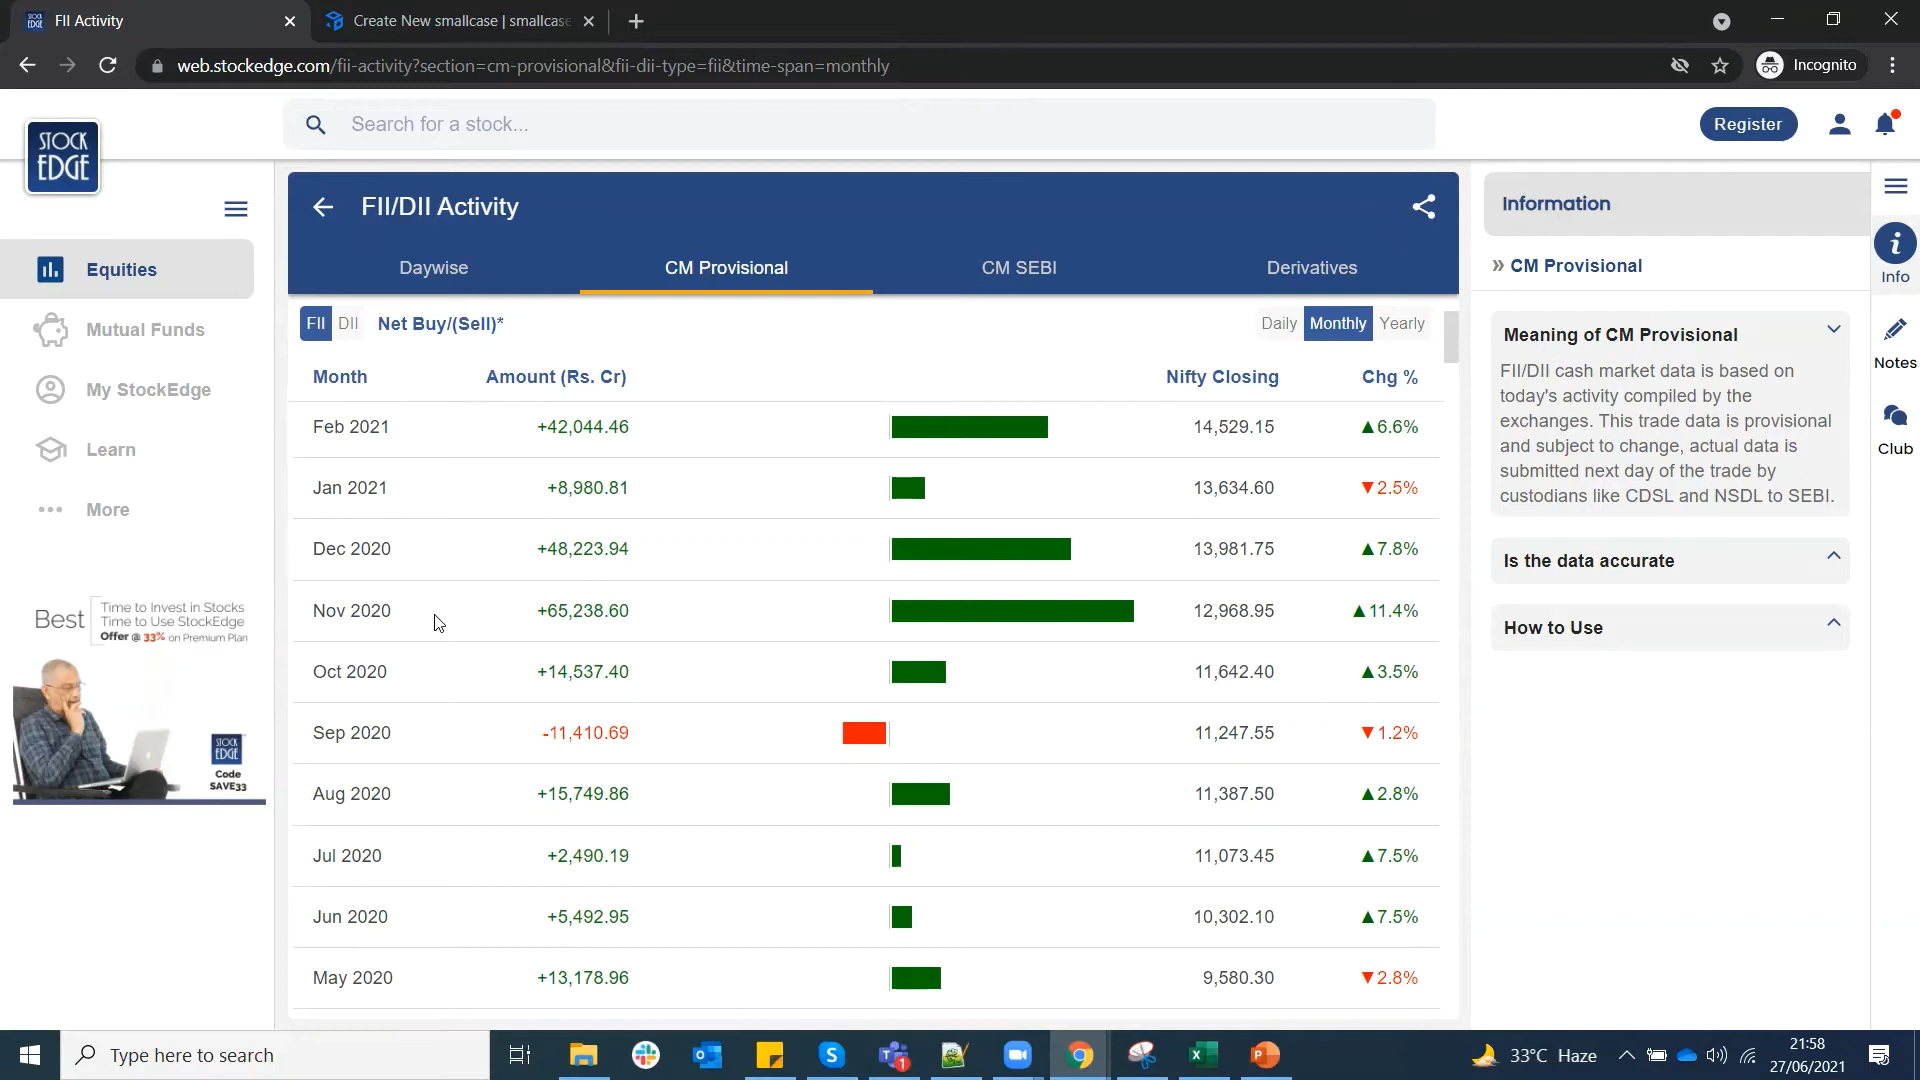 FII Activity
Create New smallcase | smallcase
web.stockedge.com/fii-activity?section=cm-provisional&fii-dii-type=fii&time-span=monthly
Incognito
STOCK
EDGE
Search for a stock...
Register
FII/DII Activity
Daywise CM Provisional CM SEBI Derivatives
FII DII Net Buy/(Sell)* Daily Monthly Yearly
Month Amount (Rs. Cr) Nifty Closing Chg %
Feb 2021 +42,044.46 14,529.15 ▲6.6%
Jan 2021 +8,980.81 13,634.60 ▼2.5%
Dec 2020 +48,223.94 13,981.75 ▲7.8%
Nov 2020 +65,238.60 12,968.95 ▲11.4%
Oct 2020 +14,537.40 11,642.40 ▲3.5%
Sep 2020 -11,410.69 11,247.55 ▼1.2%
Aug 2020 +15,749.86 11,387.50 ▲2.8%
Jul 2020 +2,490.19 11,073.45 ▲7.5%
Jun 2020 +5,492.95 10,302.10 ▲7.5%
May 2020 +13,178.96 9,580.30 ▼2.8%
Equities
Mutual Funds
My StockEdge
Learn
More
Best
Time to Invest in Stocks
Time to Use StockEdge
Offer @ 33% on Premium Plan
STOCK
EDGE
Code
SAVE33
Information
» CM Provisional
Meaning of CM Provisional
FII/DII cash market data is based on
today's activity compiled by the
exchanges. This trade data is provisional
and subject to change, actual data is
submitted next day of the trade by
custodians like CDSL and NSDL to SEBI.
Is the data accurate
How to Use
Info
Notes
Club
Type here to search
33°C Haze
21:58
27/06/2021